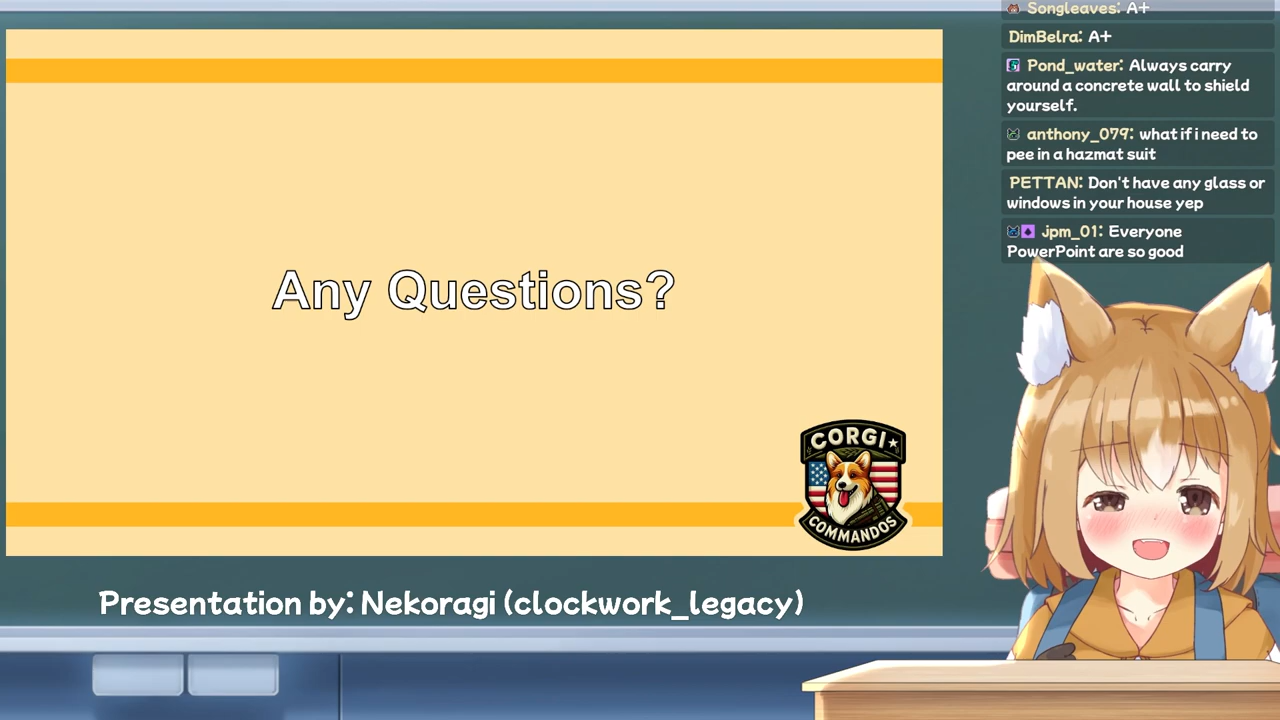 Any Questions?
CORGI
COMMANDOS
Presentation by: Nekoragi (clockwork_legacy)
Songleaves: A+
DimBelra: A+
Pond_water: Always carry
around a concrete wall to shield
yourself.
anthony_079: what if i need to
pee in a hazmat suit
PETTAN: Don't have any glass or
windows in your house yep
jpm_01: Everyone
PowerPoint are so good